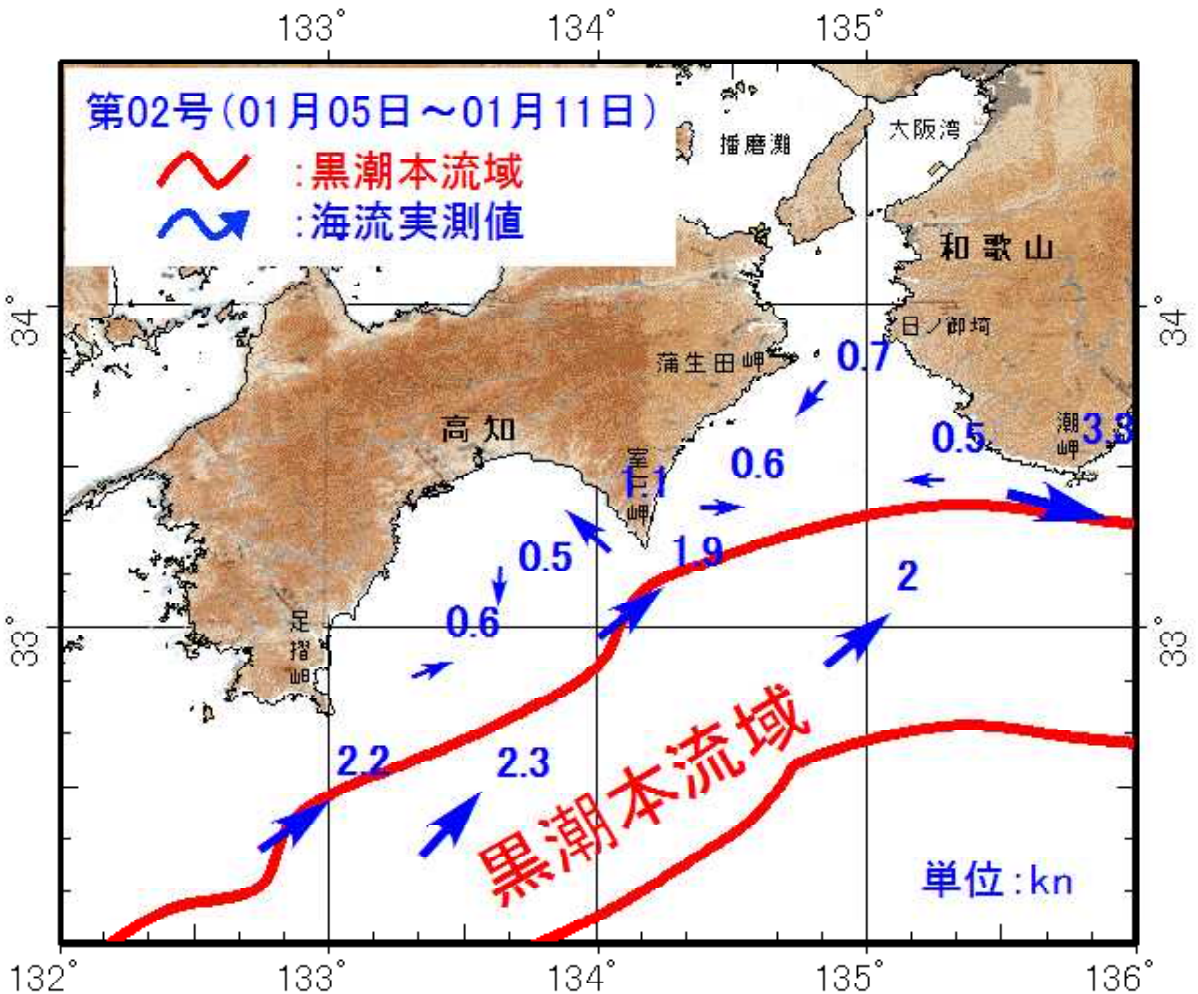 133° 134° 135°
第02号(01月05日～01月11日)
:黒潮本流域
:海流実測値
播磨灘
大阪湾
和歌山
34° 34°
日ノ御埼
蒲生田岬
0.7
高知
潮岬
3.3
0.5
0.6
室戸岬
1.1
1.9
0.5
2
0.6
33° 33°
足摺岬
2.2
2.3
黒潮本流域
単位:kn
132° 133° 134° 135° 136°